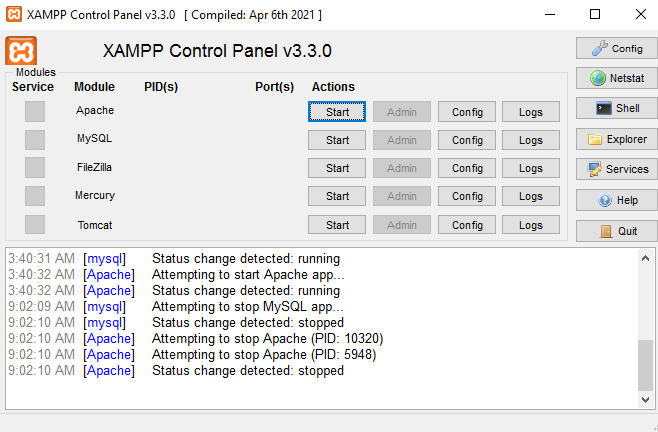 XAMPP Control Panel v3.3.0 [ Compiled: Apr 6th 2021 ]
XAMPP Control Panel v3.3.0
Config
Modules
Service Module PID(s) Port(s) Actions
Netstat
Apache Start Admin Config Logs
Shell
MySQL Start Admin Config Logs
Explorer
FileZilla Start Admin Config Logs
Services
Mercury Start Admin Config Logs
Help
Tomcat Start Admin Config Logs
Quit
3:40:31 AM [mysql] Status change detected: running
3:40:32 AM [Apache] Attempting to start Apache app...
3:40:32 AM [Apache] Status change detected: running
9:02:09 AM [mysql] Attempting to stop MySQL app...
9:02:10 AM [mysql] Status change detected: stopped
9:02:10 AM [Apache] Attempting to stop Apache (PID: 10320)
9:02:10 AM [Apache] Attempting to stop Apache (PID: 5948)
9:02:10 AM [Apache] Status change detected: stopped